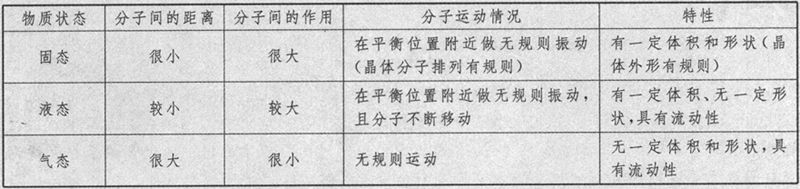 物质状态 分子间的距离 分子间的作用 分子运动情况 特性
固态 很小 很大 在平衡位置附近做无规则振动 有一定体积和形状(晶
(晶体分子排列有规则) 体外形有规则)
液态 较小 较大 在平衡位置附近做无规则振动, 有一定体积、无一定形
且分子不断移动 状,具有流动性
气态 很大 很小 无规则运动 无一定体积和形状,具
有流动性